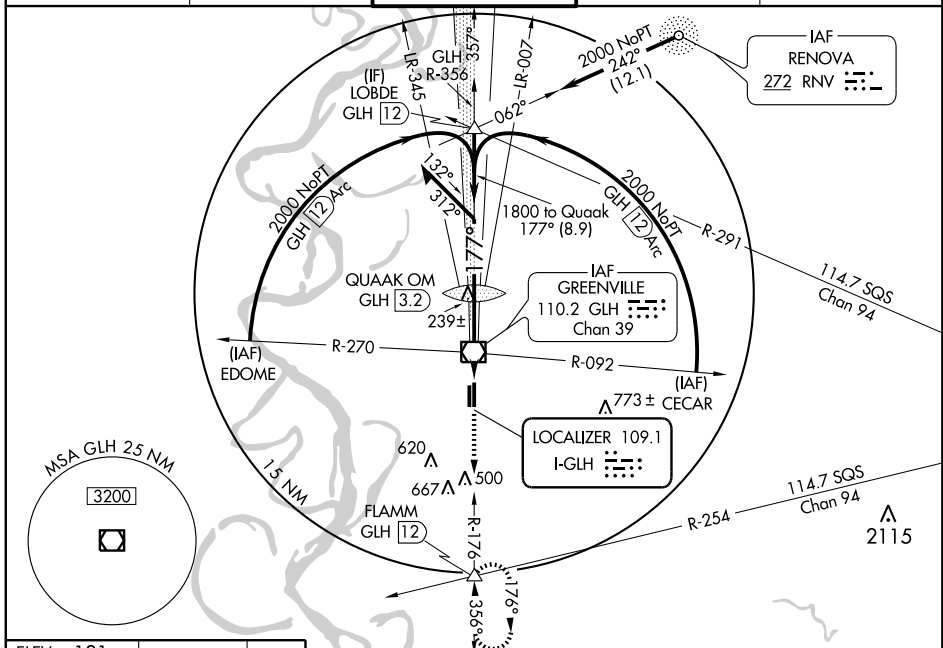 GLH
R-356
357°
LR-345
LR-007
(IF)
LOBDE
GLH 12
062°
2000 NoPT
242°
(12.1)
IAF
RENOVA
272 RNV
2000 NoPT
GLH 12 Arc
132°
312°
177°
1800 to Quaak
177° (8.9)
2000 NoPT
GLH 12 Arc
R-291
114.7 SQS
Chan 94
QUAAK OM
GLH 3.2
239±
IAF
GREENVILLE
110.2 GLH
Chan 39
(IAF)
EDOME
R-270
R-092
(IAF)
CECAR
773 ±
LOCALIZER 109.1
I-GLH
620
667
500
15 NM
MSA GLH 25 NM
3200
FLAMM
GLH 12
R-176
R-254
114.7 SQS
Chan 94
2115
356°
176°